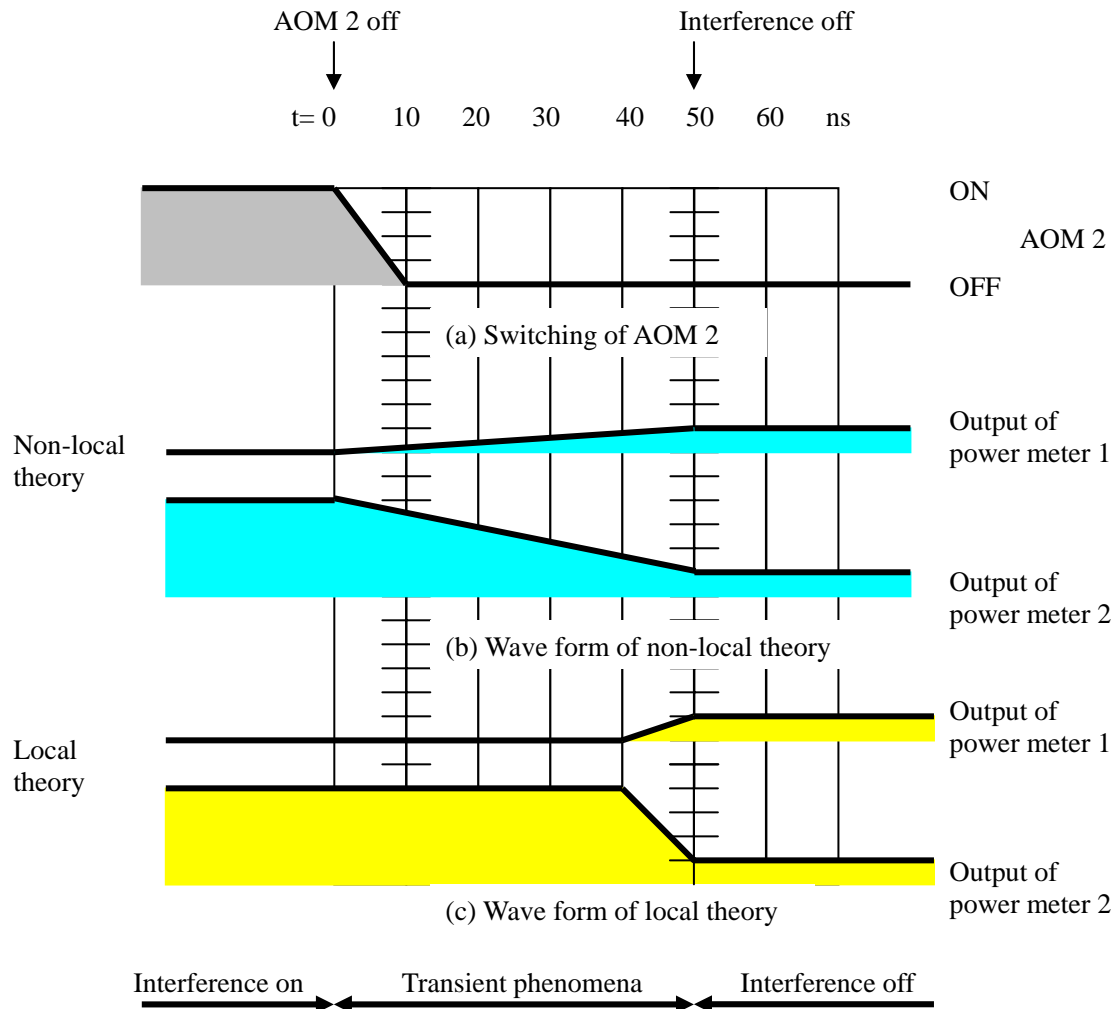 AOM 2 off
Interference off
t= 0 10 20 30 40 50 60 ns
ON
AOM 2
OFF
(a) Switching of AOM 2
Non-local
theory
Output of
power meter 1
Output of
power meter 2
(b) Wave form of non-local theory
Local
theory
Output of
power meter 1
Output of
power meter 2
(c) Wave form of local theory
Interference on
Transient phenomena
Interference off